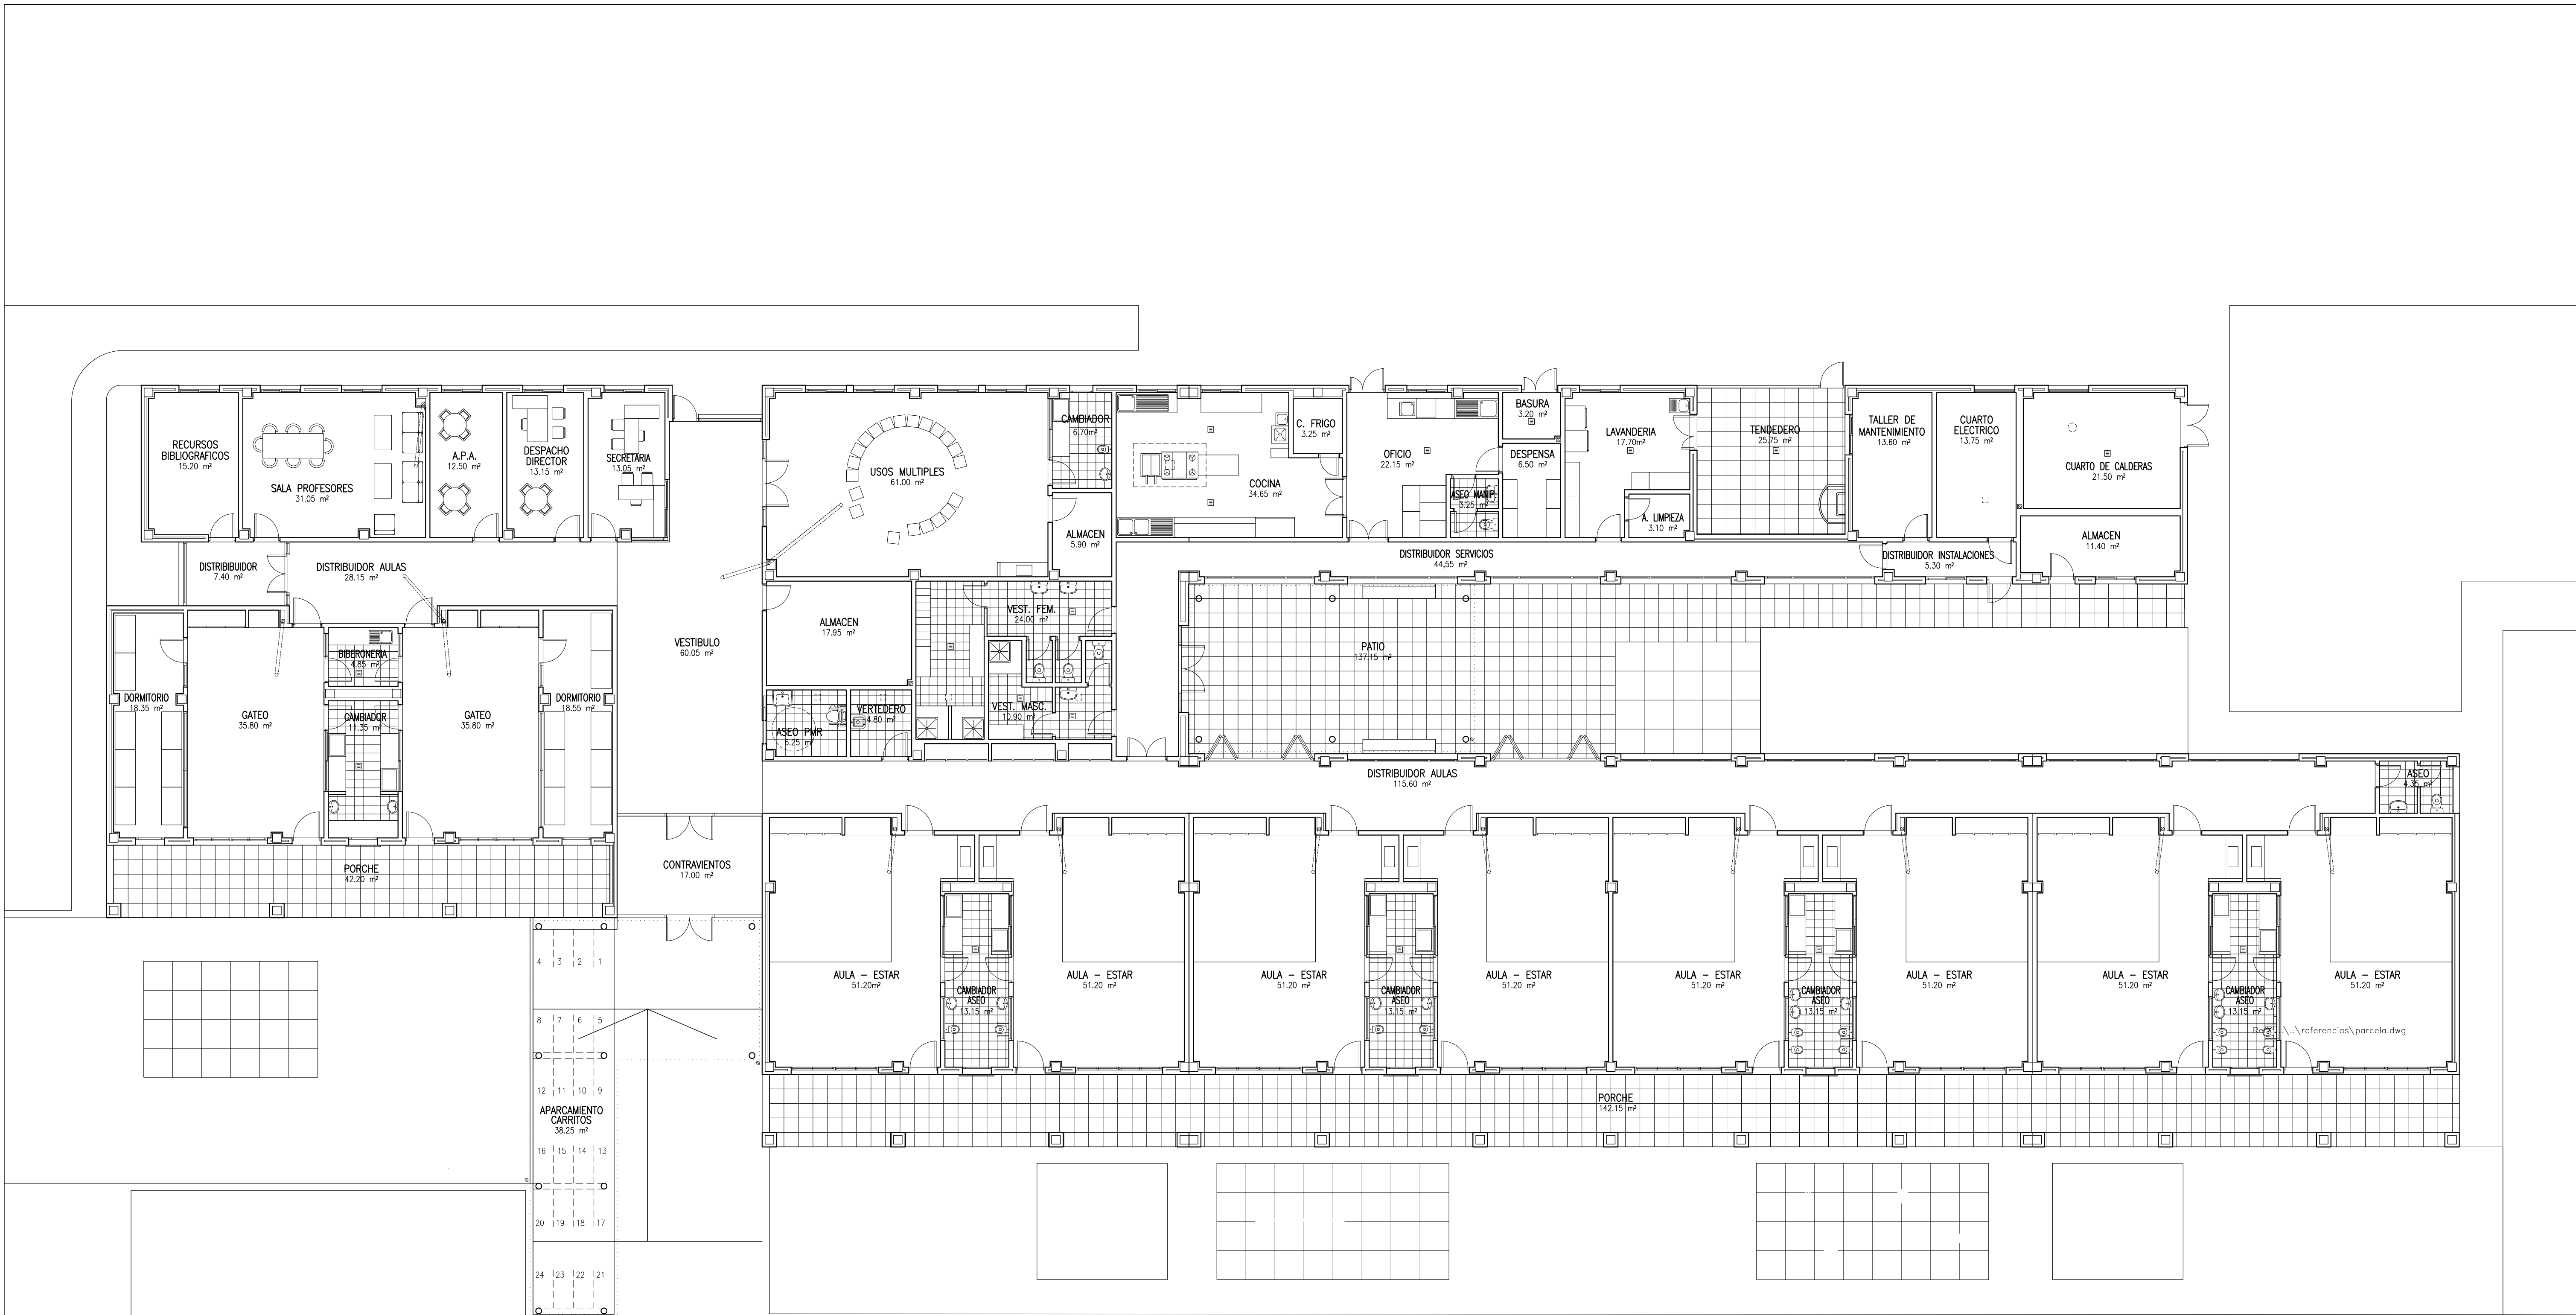 RECURSOS
BIBLIOGRAFICOS
15.20 m²
SALA PROFESORES
31.05 m²
A.P.A.
12.50 m²
DESPACHO
DIRECTOR
13.15 m²
SECRETARIA
13.05 m²
USOS MULTIPLES
61.00 m²
CAMBIADOR
6.70m²
ALMACEN
5.90 m²
COCINA
34.65 m²
C. FRIGO
3.25 m²
OFICIO
22.15 m²
ASEO MANIP.
3.25 m²
BASURA
3.20 m²
DESPENSA
6.50 m²
LAVANDERIA
17.70m²
A. LIMPIEZA
3.10 m²
TENDEDERO
25.75 m²
TALLER DE
MANTENIMIENTO
13.60 m²
CUARTO
ELECTRICO
13.75 m²
CUARTO DE CALDERAS
21.50 m²
ALMACEN
11.40 m²
DISTRIBIBUIDOR
7.40 m²
DISTRIBUIDOR AULAS
28.15 m²
DISTRIBUIDOR SERVICIOS
44,55 m²
DISTRIBUIDOR INSTALACIONES
5.30 m²
DORMITORIO
18.35 m²
GATEO
35.80 m²
BIBERONERIA
4.85 m²
CAMBIADOR
11.35 m²
GATEO
35.80 m²
DORMITORIO
18.55 m²
VESTIBULO
60.05 m²
ALMACEN
17.95 m²
VEST. FEM.
24.00 m²
VEST. MASC.
10.90 m²
ASEO PMR
6.25 m²
VERTEDERO
4.80 m²
PATIO
137.15 m²
DISTRIBUIDOR AULAS
115.60 m²
ASEO
4.35 m²
PORCHE
42.20 m²
CONTRAVIENTOS
17.00 m²
AULA – ESTAR
51.20m²
CAMBIADOR
ASEO
13.15 m²
AULA – ESTAR
51.20 m²
AULA – ESTAR
51.20 m²
CAMBIADOR
ASEO
13.15 m²
AULA – ESTAR
51.20 m²
AULA – ESTAR
51.20 m²
CAMBIADOR
ASEO
13.15 m²
AULA – ESTAR
51.20 m²
AULA – ESTAR
51.20 m²
CAMBIADOR
ASEO
13.15 m²
AULA – ESTAR
51.20 m²
\..\referencias\parcela.dwg
4 3 2 1
8 7 6 5
12 11 10 9
APARCAMIENTO
CARRITOS
38.25 m²
16 15 14 13
20 19 18 17
24 23 22 21
PORCHE
142.15 m²